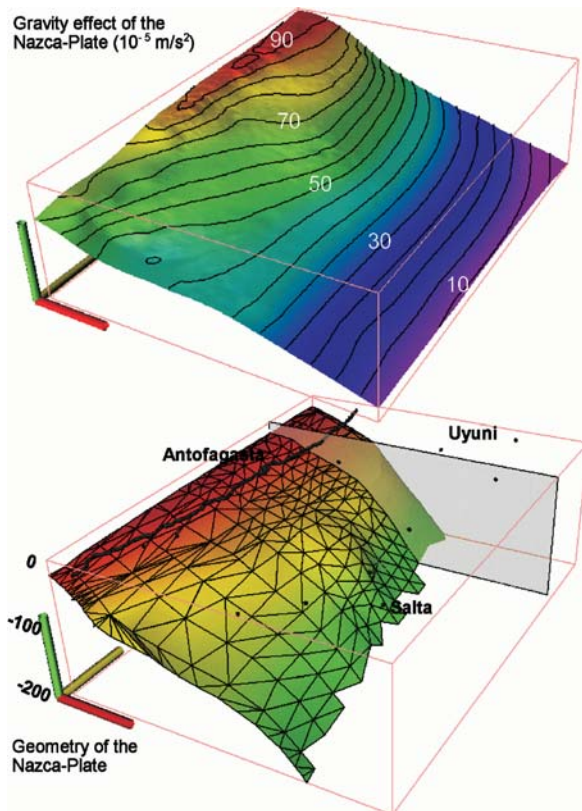 Gravity effect of the
Nazca-Plate (10⁻⁵ m/s²)
90
70
50
30
10
Uyuni
Antofagasta
0
-100
Salta
-200
Geometry of the
Nazca-Plate